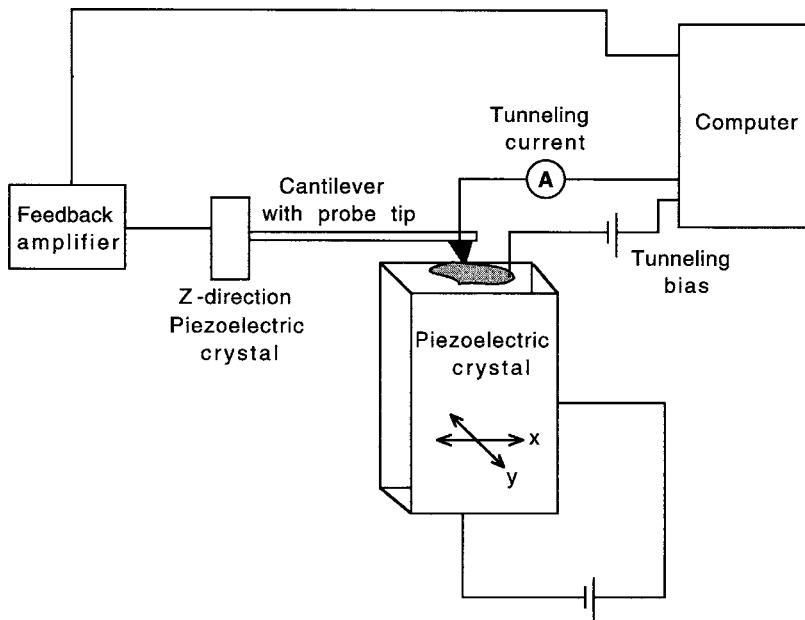 Tunneling
current
Computer
A
Cantilever
with probe tip
Feedback
amplifier
Tunneling
bias
Z-direction
Piezoelectric
crystal
Piezoelectric
crystal
x
y